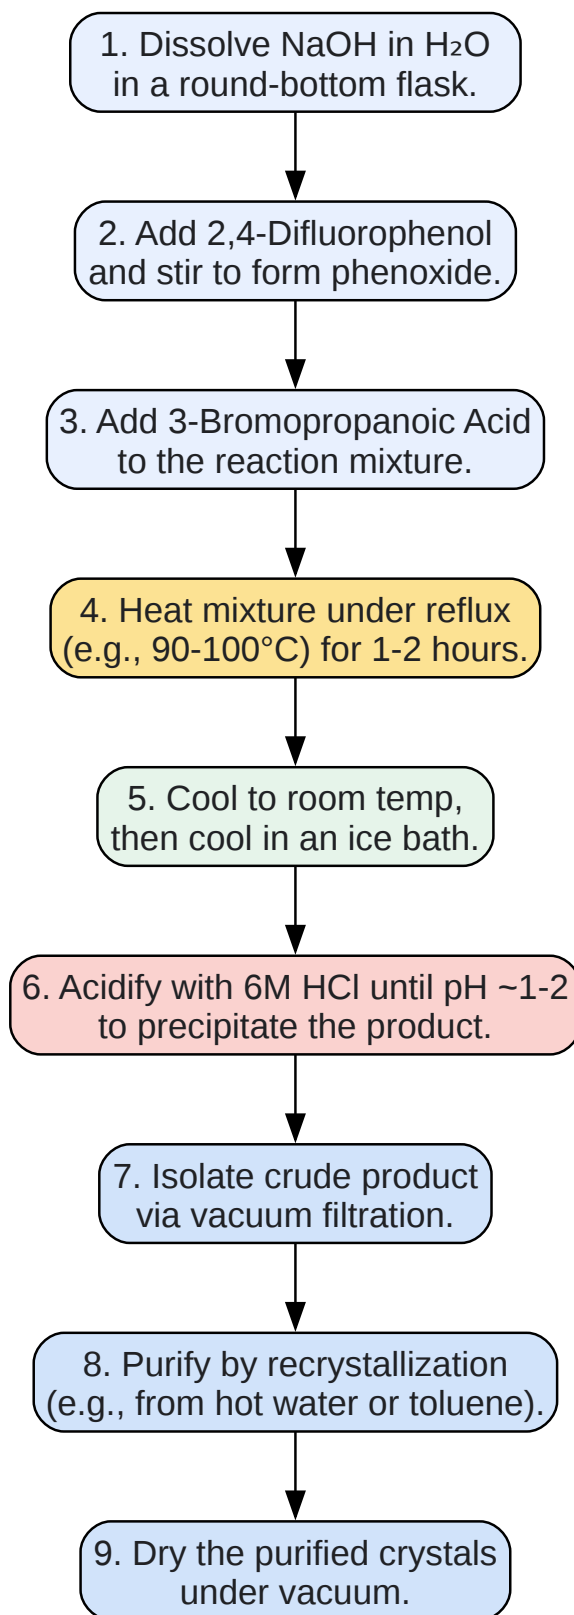 1. Dissolve NaOH in H₂O
in a round-bottom flask.
2. Add 2,4-Difluorophenol
and stir to form phenoxide.
3. Add 3-Bromopropanoic Acid
to the reaction mixture.
4. Heat mixture under reflux
(e.g., 90-100°C) for 1-2 hours.
5. Cool to room temp,
then cool in an ice bath.
6. Acidify with 6M HCl until pH ~1-2
to precipitate the product.
7. Isolate crude product
via vacuum filtration.
8. Purify by recrystallization
(e.g., from hot water or toluene).
9. Dry the purified crystals
under vacuum.